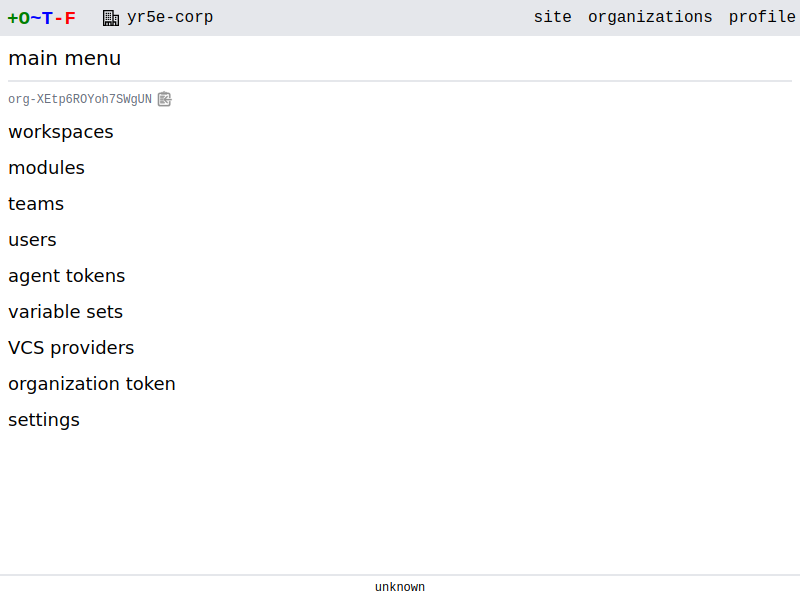 +O~T-F yr5e-corp site organizations profile
main menu
org-XEtp6ROYoh7SWgUN
workspaces
modules
teams
users
agent tokens
variable sets
VCS providers
organization token
settings
unknown